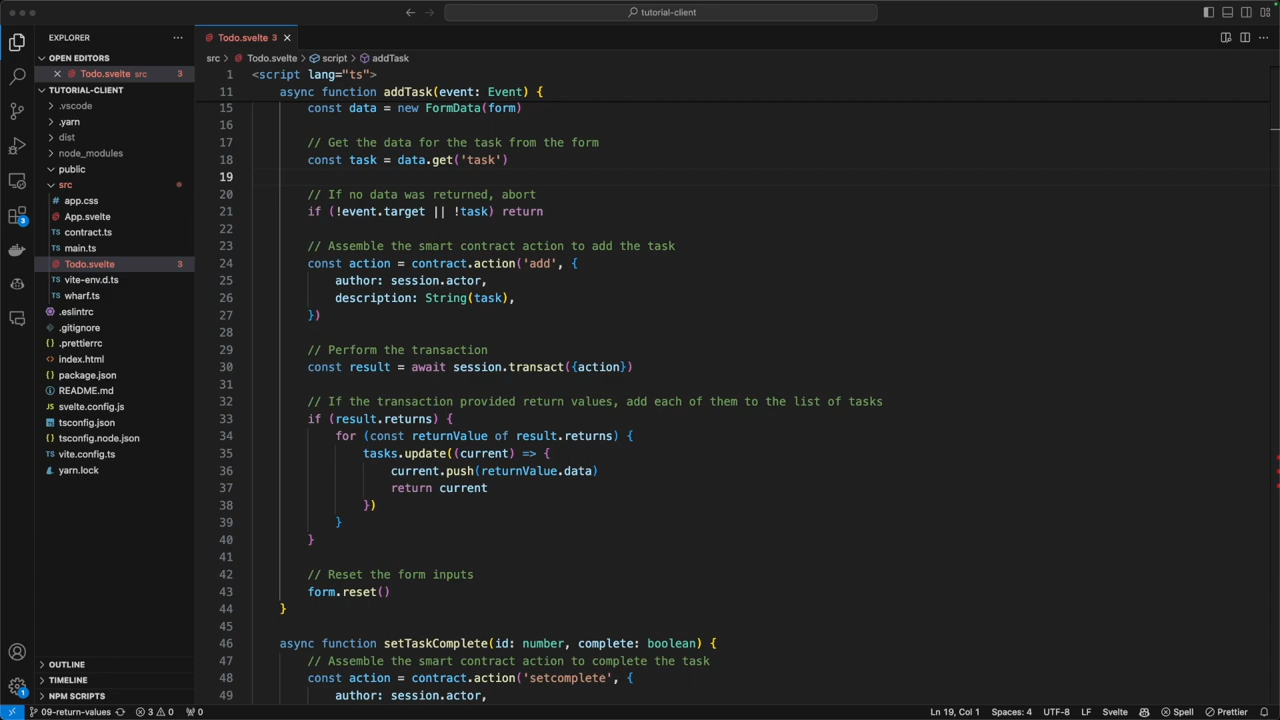 tutorial-client
EXPLORER
Todo.svelte 3
OPEN EDITORS
src > Todo.svelte > script > addTask
Todo.svelte src 3
1 <script lang="ts">
TUTORIAL-CLIENT
11 async function addTask(event: Event) {
.vscode
15 const data = new FormData(form)
.yarn
16
dist
17 // Get the data for the task from the form
node_modules
18 const task = data.get('task')
public
19
src
20 // If no data was returned, abort
app.css
21 if (!event.target || !task) return
App.svelte
22
contract.ts
23 // Assemble the smart contract action to add the task
main.ts
24 const action = contract.action('add', {
Todo.svelte 3
25 author: session.actor,
vite-env.d.ts
26 description: String(task),
wharf.ts
27 })
.eslintrc
28
.gitignore
29 // Perform the transaction
.prettierrc
30 const result = await session.transact({action})
index.html
31
package.json
32 // If the transaction provided return values, add each of them to the list of tasks
README.md
33 if (result.returns) {
svelte.config.js
34 for (const returnValue of result.returns) {
tsconfig.json
35 tasks.update((current) => {
tsconfig.node.json
36 current.push(returnValue.data)
vite.config.ts
37 return current
yarn.lock
38 })
39 }
40 }
41
42 // Reset the form inputs
43 form.reset()
44 }
45
46 async function setTaskComplete(id: number, complete: boolean) {
47 // Assemble the smart contract action to complete the task
48 const action = contract.action('setcomplete', {
49 author: session.actor,
OUTLINE
TIMELINE
NPM SCRIPTS
3
1
09-return-values 3 0 0 Ln 19, Col 1 Spaces: 4 UTF-8 LF Svelte Spell Prettier